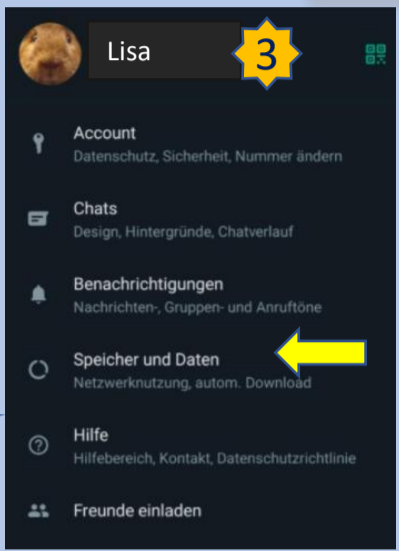 Lisa
3
Account
Datenschutz, Sicherheit, Nummer ändern
Chats
Design, Hintergründe, Chatverlauf
Benachrichtigungen
Nachrichten-, Gruppen- und Anruftöne
Speicher und Daten
Netzwerknutzung, autom. Download
Hilfe
Hilfebereich, Kontakt, Datenschutzrichtlinie
Freunde einladen